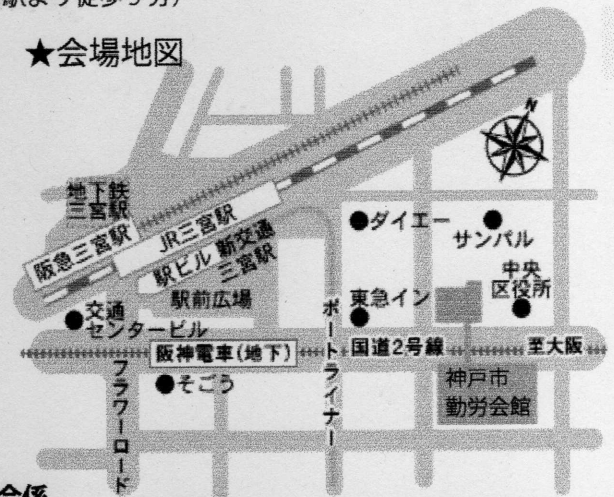 駅より徒歩5分)
★会場地図
N
地下鉄
三宮駅
阪急三宮駅
JR三宮駅
駅ビル
新交通
三宮駅
駅前広場
ダイエー
サンパル
中央
区役所
東急イン
交通
センタービル
ポートライナー
阪神電車(地下)
国道2号線
至大阪
そごう
フラワーロード
神戸市
勤労会館